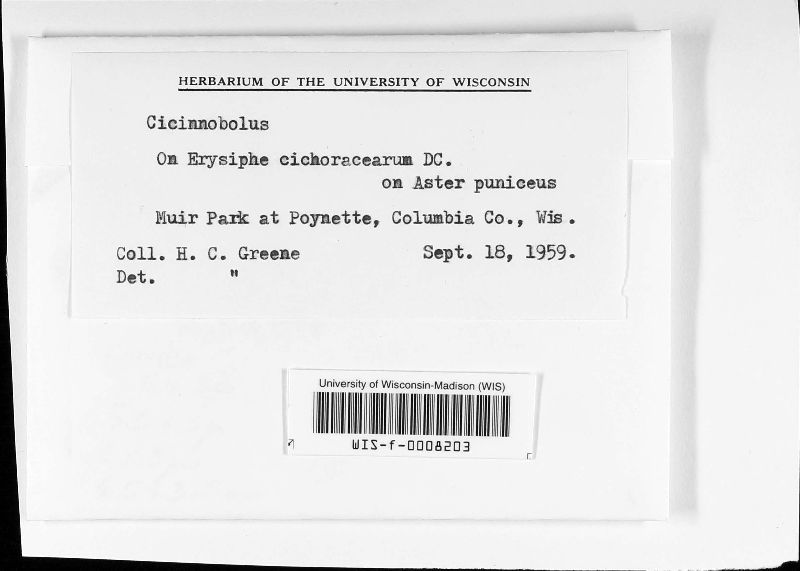 HERBARIUM OF THE UNIVERSITY OF WISCONSIN
Cicinnobolus
On Erysiphe cichoracearum DC.
on Aster puniceus
Muir Park at Poynette, Columbia Co., Wis.
Coll. H. C. Greene Sept. 18, 1959.
Det. "
University of Wisconsin-Madison (WIS)
WIS-f-0008203